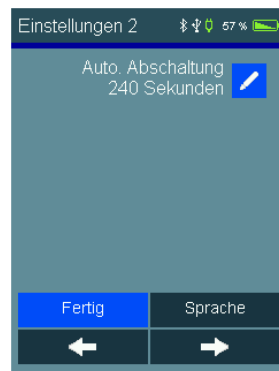 Einstellungen 2 57 %
Auto. Abschaltung
240 Sekunden
Fertig Sprache